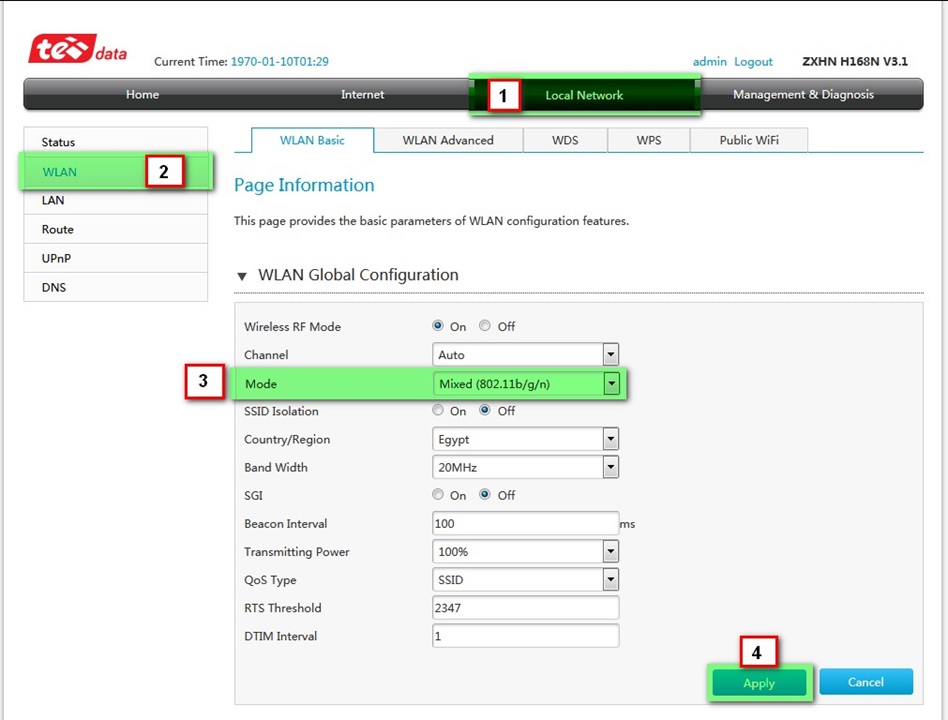 te data
Current Time: 1970-01-10T01:29
admin Logout ZXHN H168N V3.1
Home Internet 1 Local Network Management & Diagnosis
Status
WLAN 2
LAN
Route
UPnP
DNS
WLAN Basic WLAN Advanced WDS WPS Public WiFi
Page Information
This page provides the basic parameters of WLAN configuration features.
▼ WLAN Global Configuration
Wireless RF Mode On Off
Channel Auto
3 Mode Mixed (802.11b/g/n)
SSID Isolation On Off
Country/Region Egypt
Band Width 20MHz
SGI On Off
Beacon Interval 100 ms
Transmitting Power 100%
QoS Type SSID
RTS Threshold 2347
DTIM Interval 1
4
Apply Cancel